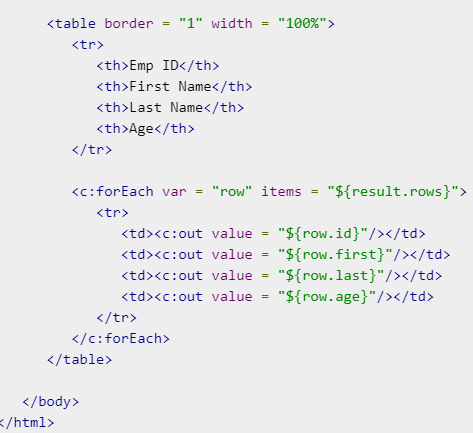 <table border = "1" width = "100%">
<tr>
<th>Emp ID</th>
<th>First Name</th>
<th>Last Name</th>
<th>Age</th>
</tr>
<c:forEach var = "row" items = "${result.rows}">
<tr>
<td><c:out value = "${row.id}"/></td>
<td><c:out value = "${row.first}"/></td>
<td><c:out value = "${row.last}"/></td>
<td><c:out value = "${row.age}"/></td>
</tr>
</c:forEach>
</table>
</body>
</html>